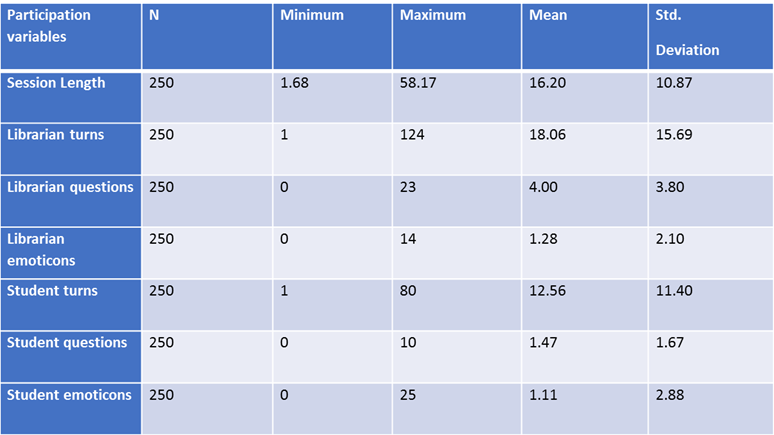 Participation variables N Minimum Maximum Mean Std. Deviation
Session Length 250 1.68 58.17 16.20 10.87
Librarian turns 250 1 124 18.06 15.69
Librarian questions 250 0 23 4.00 3.80
Librarian emoticons 250 0 14 1.28 2.10
Student turns 250 1 80 12.56 11.40
Student questions 250 0 10 1.47 1.67
Student emoticons 250 0 25 1.11 2.88